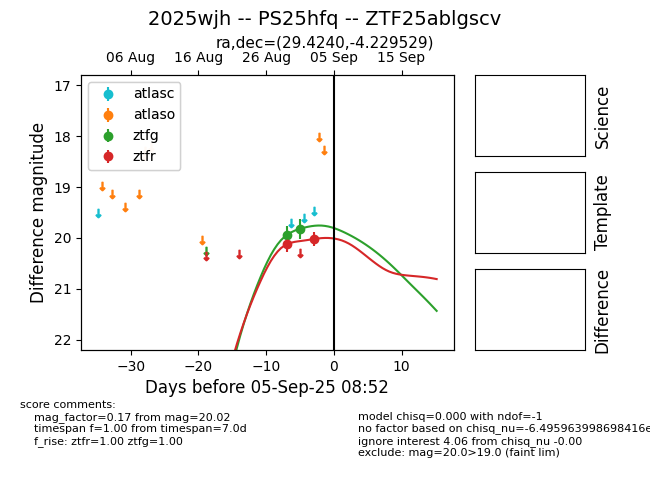 2025wjh -- PS25hfq -- ZTF25ablgscv
ra,dec=(29.4240,-4.229529)
06 Aug 16 Aug 26 Aug 05 Sep 15 Sep
atlasc
atlaso
ztfg
ztfr
Difference magnitude
17
18
19
20
21
22
−30 −20 −10 0 10
Days before 05-Sep-25 08:52
Science
Template
Difference
score comments:
mag_factor=0.17 from mag=20.02
timespan f=1.00 from timespan=7.0d
f_rise: ztfr=1.00 ztfg=1.00
model chisq=0.000 with ndof=-1
no factor based on chisq_nu=-6.495963998698416e
ignore interest 4.06 from chisq_nu -0.00
exclude: mag=20.0>19.0 (faint lim)